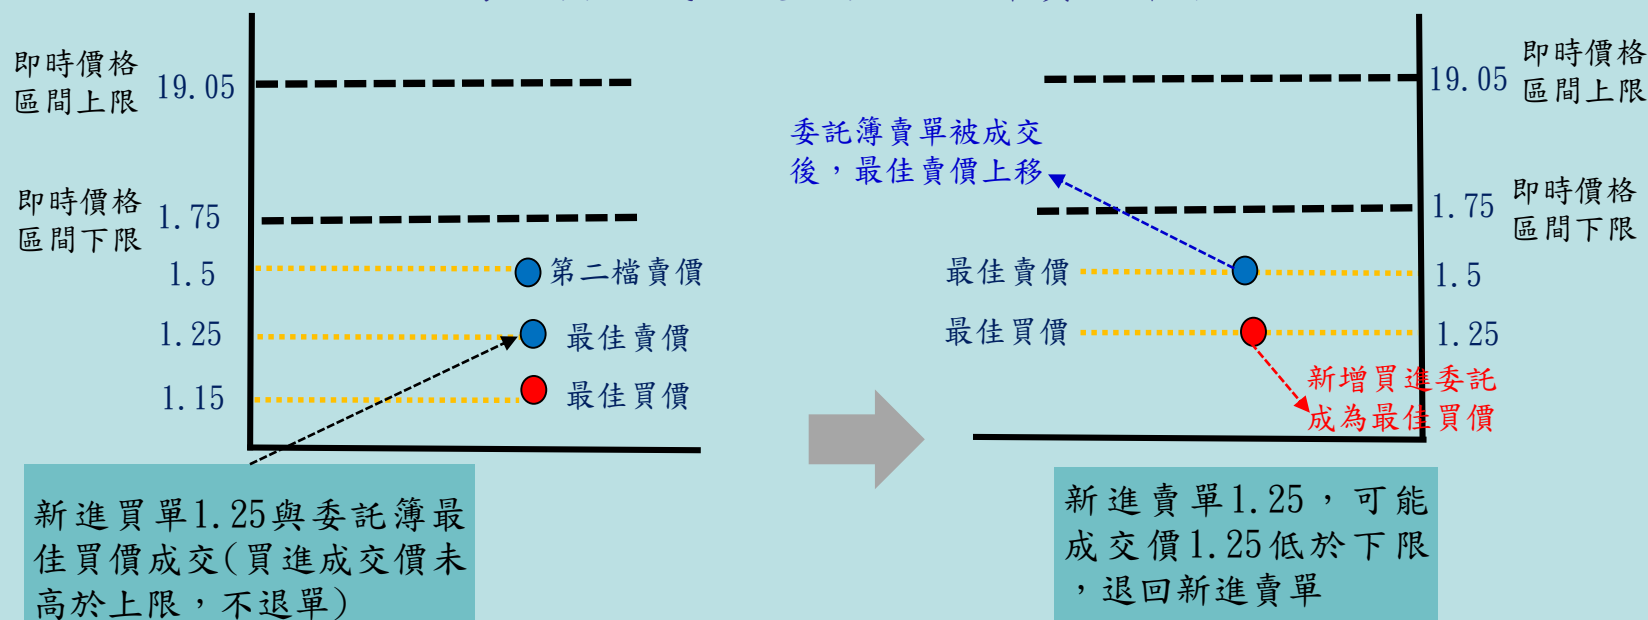 即時價格
區間上限
19.05
即時價格
區間下限
1.75
1.5
第二檔賣價
1.25
最佳賣價
1.15
最佳買價
新進買單1.25與委託簿最
佳買價成交(買進成交價未
高於上限，不退單)
19.05
即時價格
區間上限
委託簿賣單被成交
後，最佳賣價上移
1.75
即時價格
區間下限
最佳賣價
1.5
最佳買價
1.25
新增買進委託
成為最佳買價
新進賣單1.25，可能
成交價1.25低於下限
，退回新進賣單